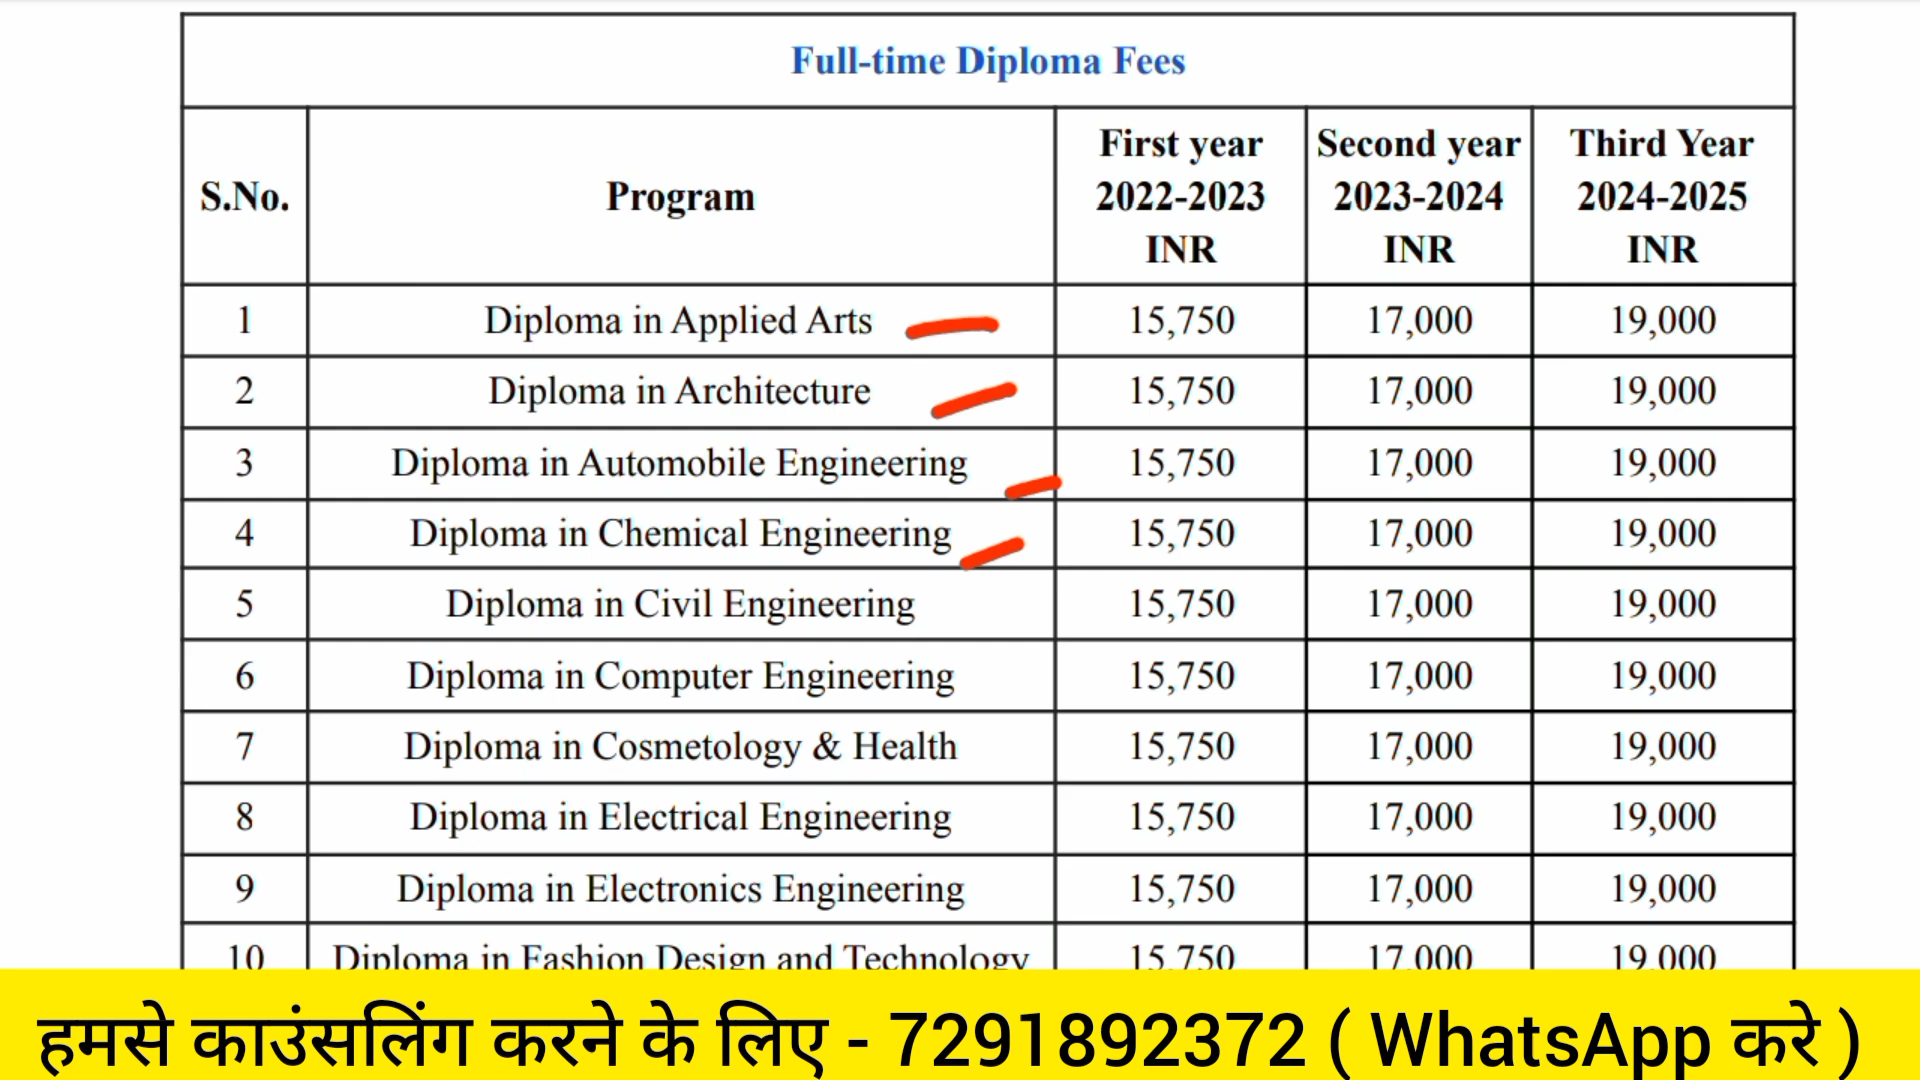 Full-time Diploma Fees
S.No. Program First year 2022-2023 INR Second year 2023-2024 INR Third Year 2024-2025 INR
1 Diploma in Applied Arts 15,750 17,000 19,000
2 Diploma in Architecture 15,750 17,000 19,000
3 Diploma in Automobile Engineering 15,750 17,000 19,000
4 Diploma in Chemical Engineering 15,750 17,000 19,000
5 Diploma in Civil Engineering 15,750 17,000 19,000
6 Diploma in Computer Engineering 15,750 17,000 19,000
7 Diploma in Cosmetology & Health 15,750 17,000 19,000
8 Diploma in Electrical Engineering 15,750 17,000 19,000
9 Diploma in Electronics Engineering 15,750 17,000 19,000
10 Diploma in Fashion Design and Technology 15,750 17,000 19,000
हमसे काउंसलिंग करने के लिए - 7291892372 ( WhatsApp करे )